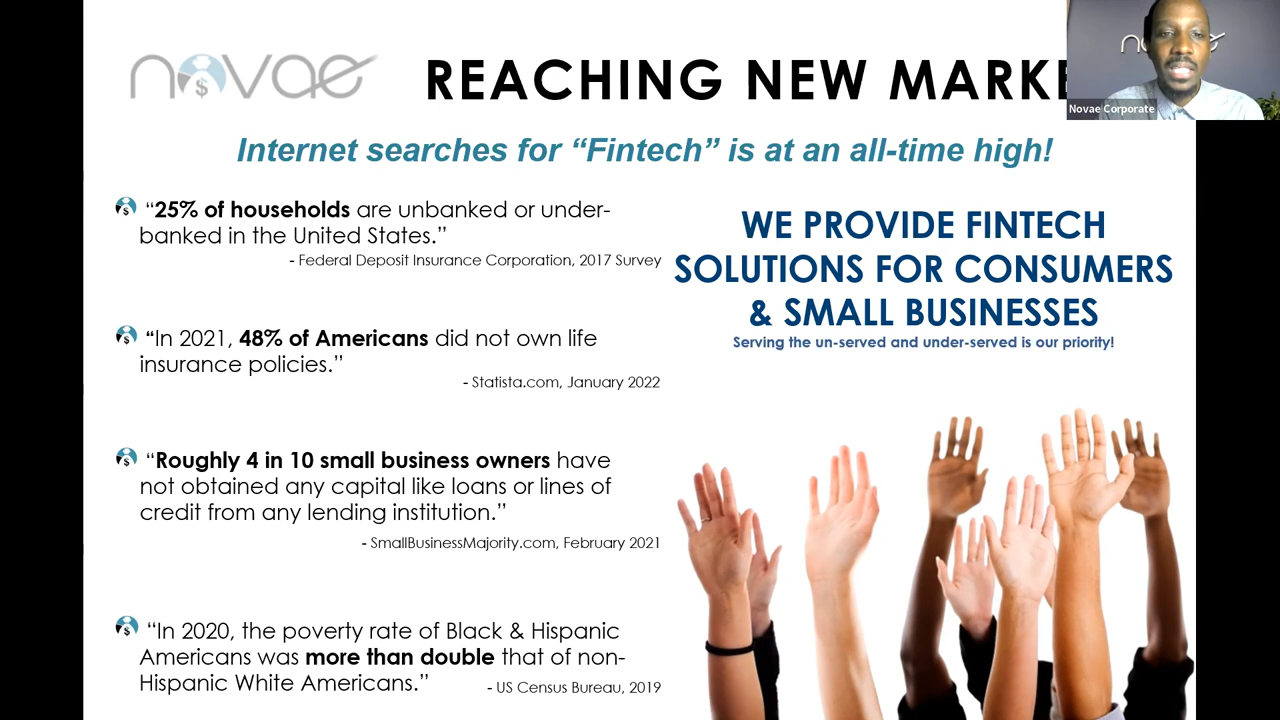 novae
REACHING NEW MARKE
Novae Corporate
Internet searches for “Fintech” is at an all-time high!
“25% of households are unbanked or under-
banked in the United States.”
- Federal Deposit Insurance Corporation, 2017 Survey
“In 2021, 48% of Americans did not own life
insurance policies.”
- Statista.com, January 2022
“Roughly 4 in 10 small business owners have
not obtained any capital like loans or lines of
credit from any lending institution.”
- SmallBusinessMajority.com, February 2021
“In 2020, the poverty rate of Black & Hispanic
Americans was more than double that of non-
Hispanic White Americans.”
- US Census Bureau, 2019
WE PROVIDE FINTECH
SOLUTIONS FOR CONSUMERS
& SMALL BUSINESSES
Serving the un-served and under-served is our priority!